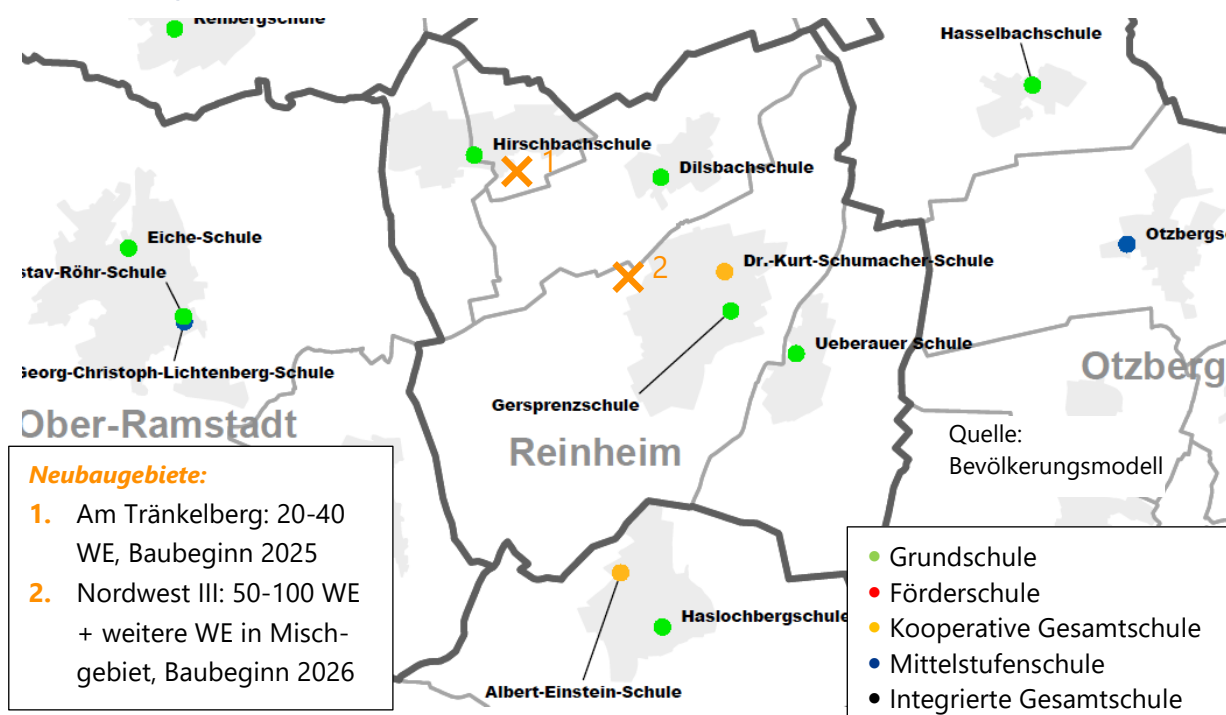 Rehbergschule
Hasselbachschule
Hirschbachschule
1
Dilsbachschule
Eiche-Schule
Otzbergs
stav-Röhr-Schule
2
Dr.-Kurt-Schumacher-Schule
Ueberauer Schule
Georg-Christoph-Lichtenberg-Schule
Otzberg
Gersprenzschule
Ober-Ramstadt
Reinheim
Quelle:
Bevölkerungsmodell
Neubaugebiete:
1. Am Tränkelberg: 20-40
WE, Baubeginn 2025
2. Nordwest III: 50-100 WE
+ weitere WE in Misch-
gebiet, Baubeginn 2026
Haslochbergschule
Albert-Einstein-Schule
Grundschule
Förderschule
Kooperative Gesamtschule
Mittelstufenschule
Integrierte Gesamtschule